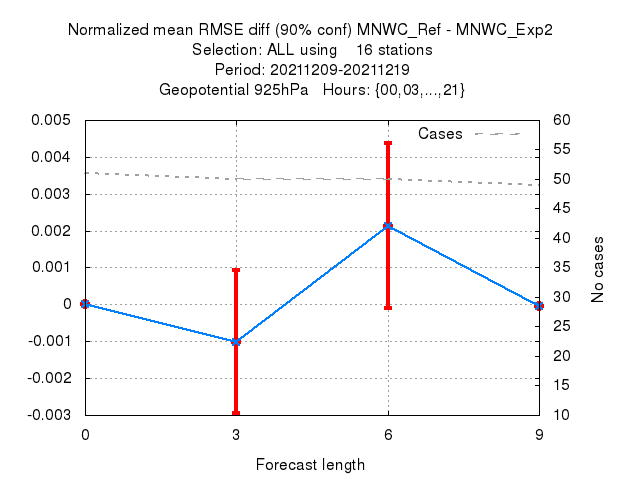 Normalized mean RMSE diff (90% conf) MNWC_Ref - MNWC_Exp2
Selection: ALL using    16 stations
Period: 20211209-20211219
Geopotential 925hPa   Hours: {00,03,...,21}
Cases
0.005
0.004
0.003
0.002
0.001
0
-0.001
-0.002
-0.003
60
55
50
45
40
35
30
25
20
15
10
No cases
0 3 6 9
Forecast length